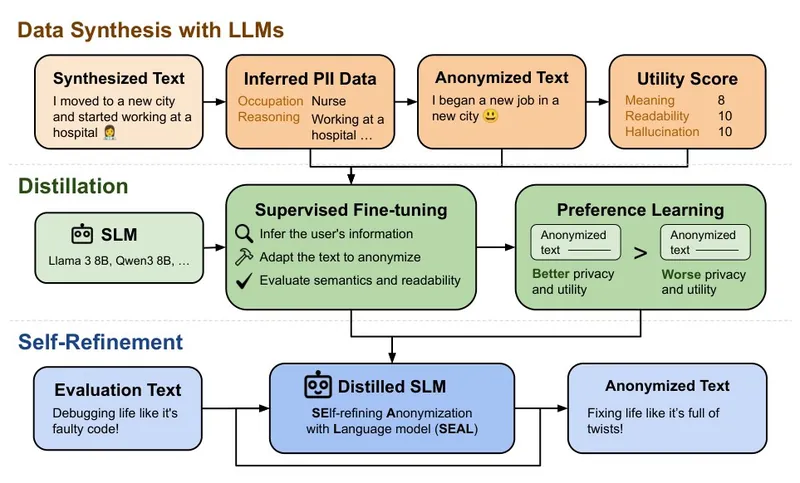 Data Synthesis with LLMs
Synthesized Text
I moved to a new city
and started working at a
hospital 👩‍⚕️
Inferred PII Data
Occupation Nurse
Reasoning Working at a
hospital ...
Anonymized Text
I began a new job in a
new city 😃
Utility Score
Meaning 8
Readability 10
Hallucination 10
Distillation
SLM
Llama 3 8B, Qwen3 8B, ...
Supervised Fine-tuning
Infer the user's information
Adapt the text to anonymize
Evaluate semantics and readability
Preference Learning
Anonymized
text
>
Anonymized
text
Better privacy
and utility
Worse privacy
and utility
Self-Refinement
Evaluation Text
Debugging life like it's
faulty code!
Distilled SLM
SElf-refining Anonymization
with Language model (SEAL)
Anonymized Text
Fixing life like it's full of
twists!